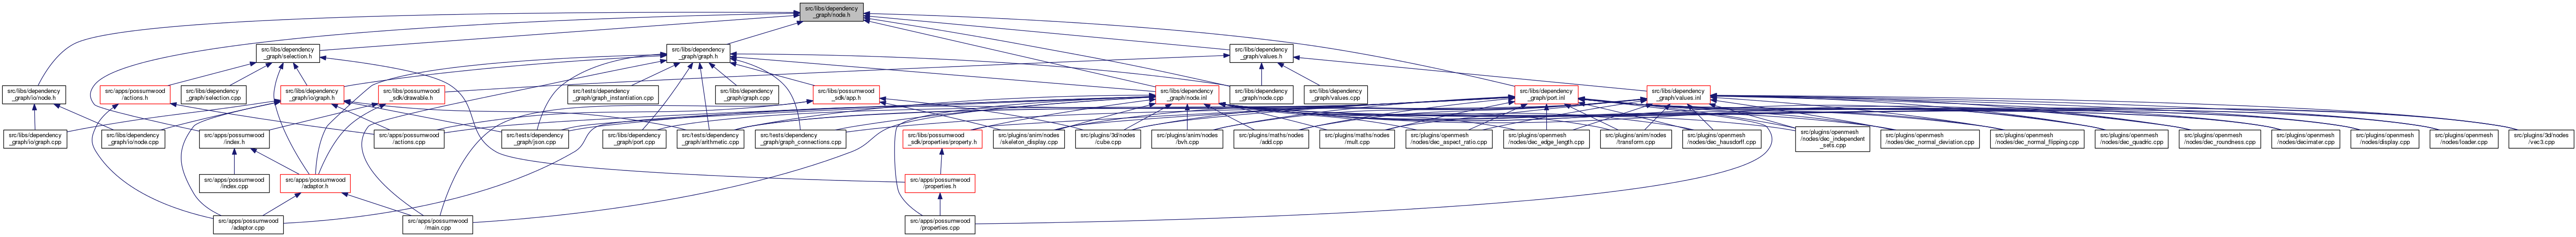 src/libs/dependency
_graph/node.h
src/libs/dependency
_graph/selection.h
src/libs/dependency
_graph/graph.h
src/libs/dependency
_graph/values.h
src/libs/dependency
_graph/io/node.h
src/apps/possumwood
/actions.h
src/libs/dependency
_graph/selection.cpp
src/libs/dependency
_graph/io/graph.h
src/libs/possumwood
_sdk/drawable.h
src/tests/dependency
_graph/graph_instantiation.cpp
src/libs/dependency
_graph/graph.cpp
src/libs/possumwood
_sdk/app.h
src/libs/dependency
_graph/node.inl
src/libs/dependency
_graph/node.cpp
src/libs/dependency
_graph/values.cpp
src/libs/dependency
_graph/port.inl
src/libs/dependency
_graph/values.inl
src/libs/dependency
_graph/io/graph.cpp
src/libs/dependency
_graph/io/node.cpp
src/apps/possumwood
/index.h
src/apps/possumwood
/actions.cpp
src/tests/dependency
_graph/json.cpp
src/libs/dependency
_graph/port.cpp
src/tests/dependency
_graph/arithmetic.cpp
src/tests/dependency
_graph/graph_connections.cpp
src/libs/possumwood
_sdk/properties/property.h
src/plugins/anim/nodes
/skeleton_display.cpp
src/plugins/3d/nodes
/cube.cpp
src/plugins/anim/nodes
/bvh.cpp
src/plugins/maths/nodes
/add.cpp
src/plugins/maths/nodes
/mult.cpp
src/plugins/openmesh
/nodes/dec_aspect_ratio.cpp
src/plugins/openmesh
/nodes/dec_edge_length.cpp
src/plugins/anim/nodes
/transform.cpp
src/plugins/openmesh
/nodes/dec_hausdorff.cpp
src/plugins/openmesh
/nodes/dec_independent
_sets.cpp
src/plugins/openmesh
/nodes/dec_normal_deviation.cpp
src/plugins/openmesh
/nodes/dec_normal_flipping.cpp
src/plugins/openmesh
/nodes/dec_quadric.cpp
src/plugins/openmesh
/nodes/dec_roundness.cpp
src/plugins/openmesh
/nodes/decimater.cpp
src/plugins/openmesh
/nodes/display.cpp
src/plugins/openmesh
/nodes/loader.cpp
src/plugins/3d/nodes
/vec3.cpp
src/apps/possumwood
/index.cpp
src/apps/possumwood
/adaptor.h
src/apps/possumwood
/properties.h
src/apps/possumwood
/adaptor.cpp
src/apps/possumwood
/main.cpp
src/apps/possumwood
/properties.cpp